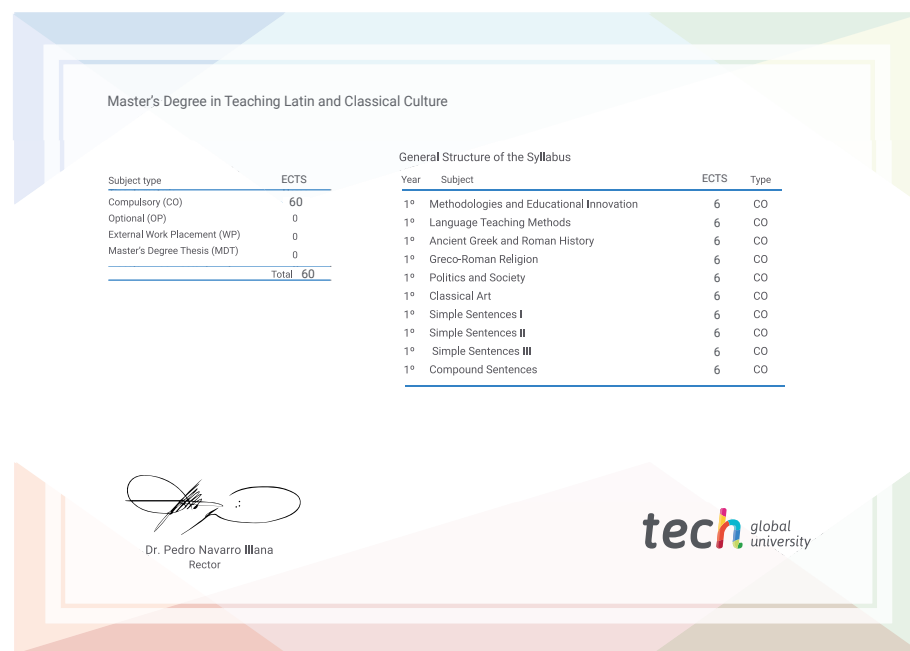 Master's Degree in Teaching Latin and Classical Culture
Subject type ECTS
Compulsory (CO) 60
Optional (OP) 0
External Work Placement (WP) 0
Master's Degree Thesis (MDT) 0
Total 60
General Structure of the Syllabus
Year Subject ECTS Type
1º Methodologies and Educational Innovation 6 CO
1º Language Teaching Methods 6 CO
1º Ancient Greek and Roman History 6 CO
1º Greco-Roman Religion 6 CO
1º Politics and Society 6 CO
1º Classical Art 6 CO
1º Simple Sentences I 6 CO
1º Simple Sentences II 6 CO
1º Simple Sentences III 6 CO
1º Compound Sentences 6 CO
Dr. Pedro Navarro Illana
Rector
tech global
university